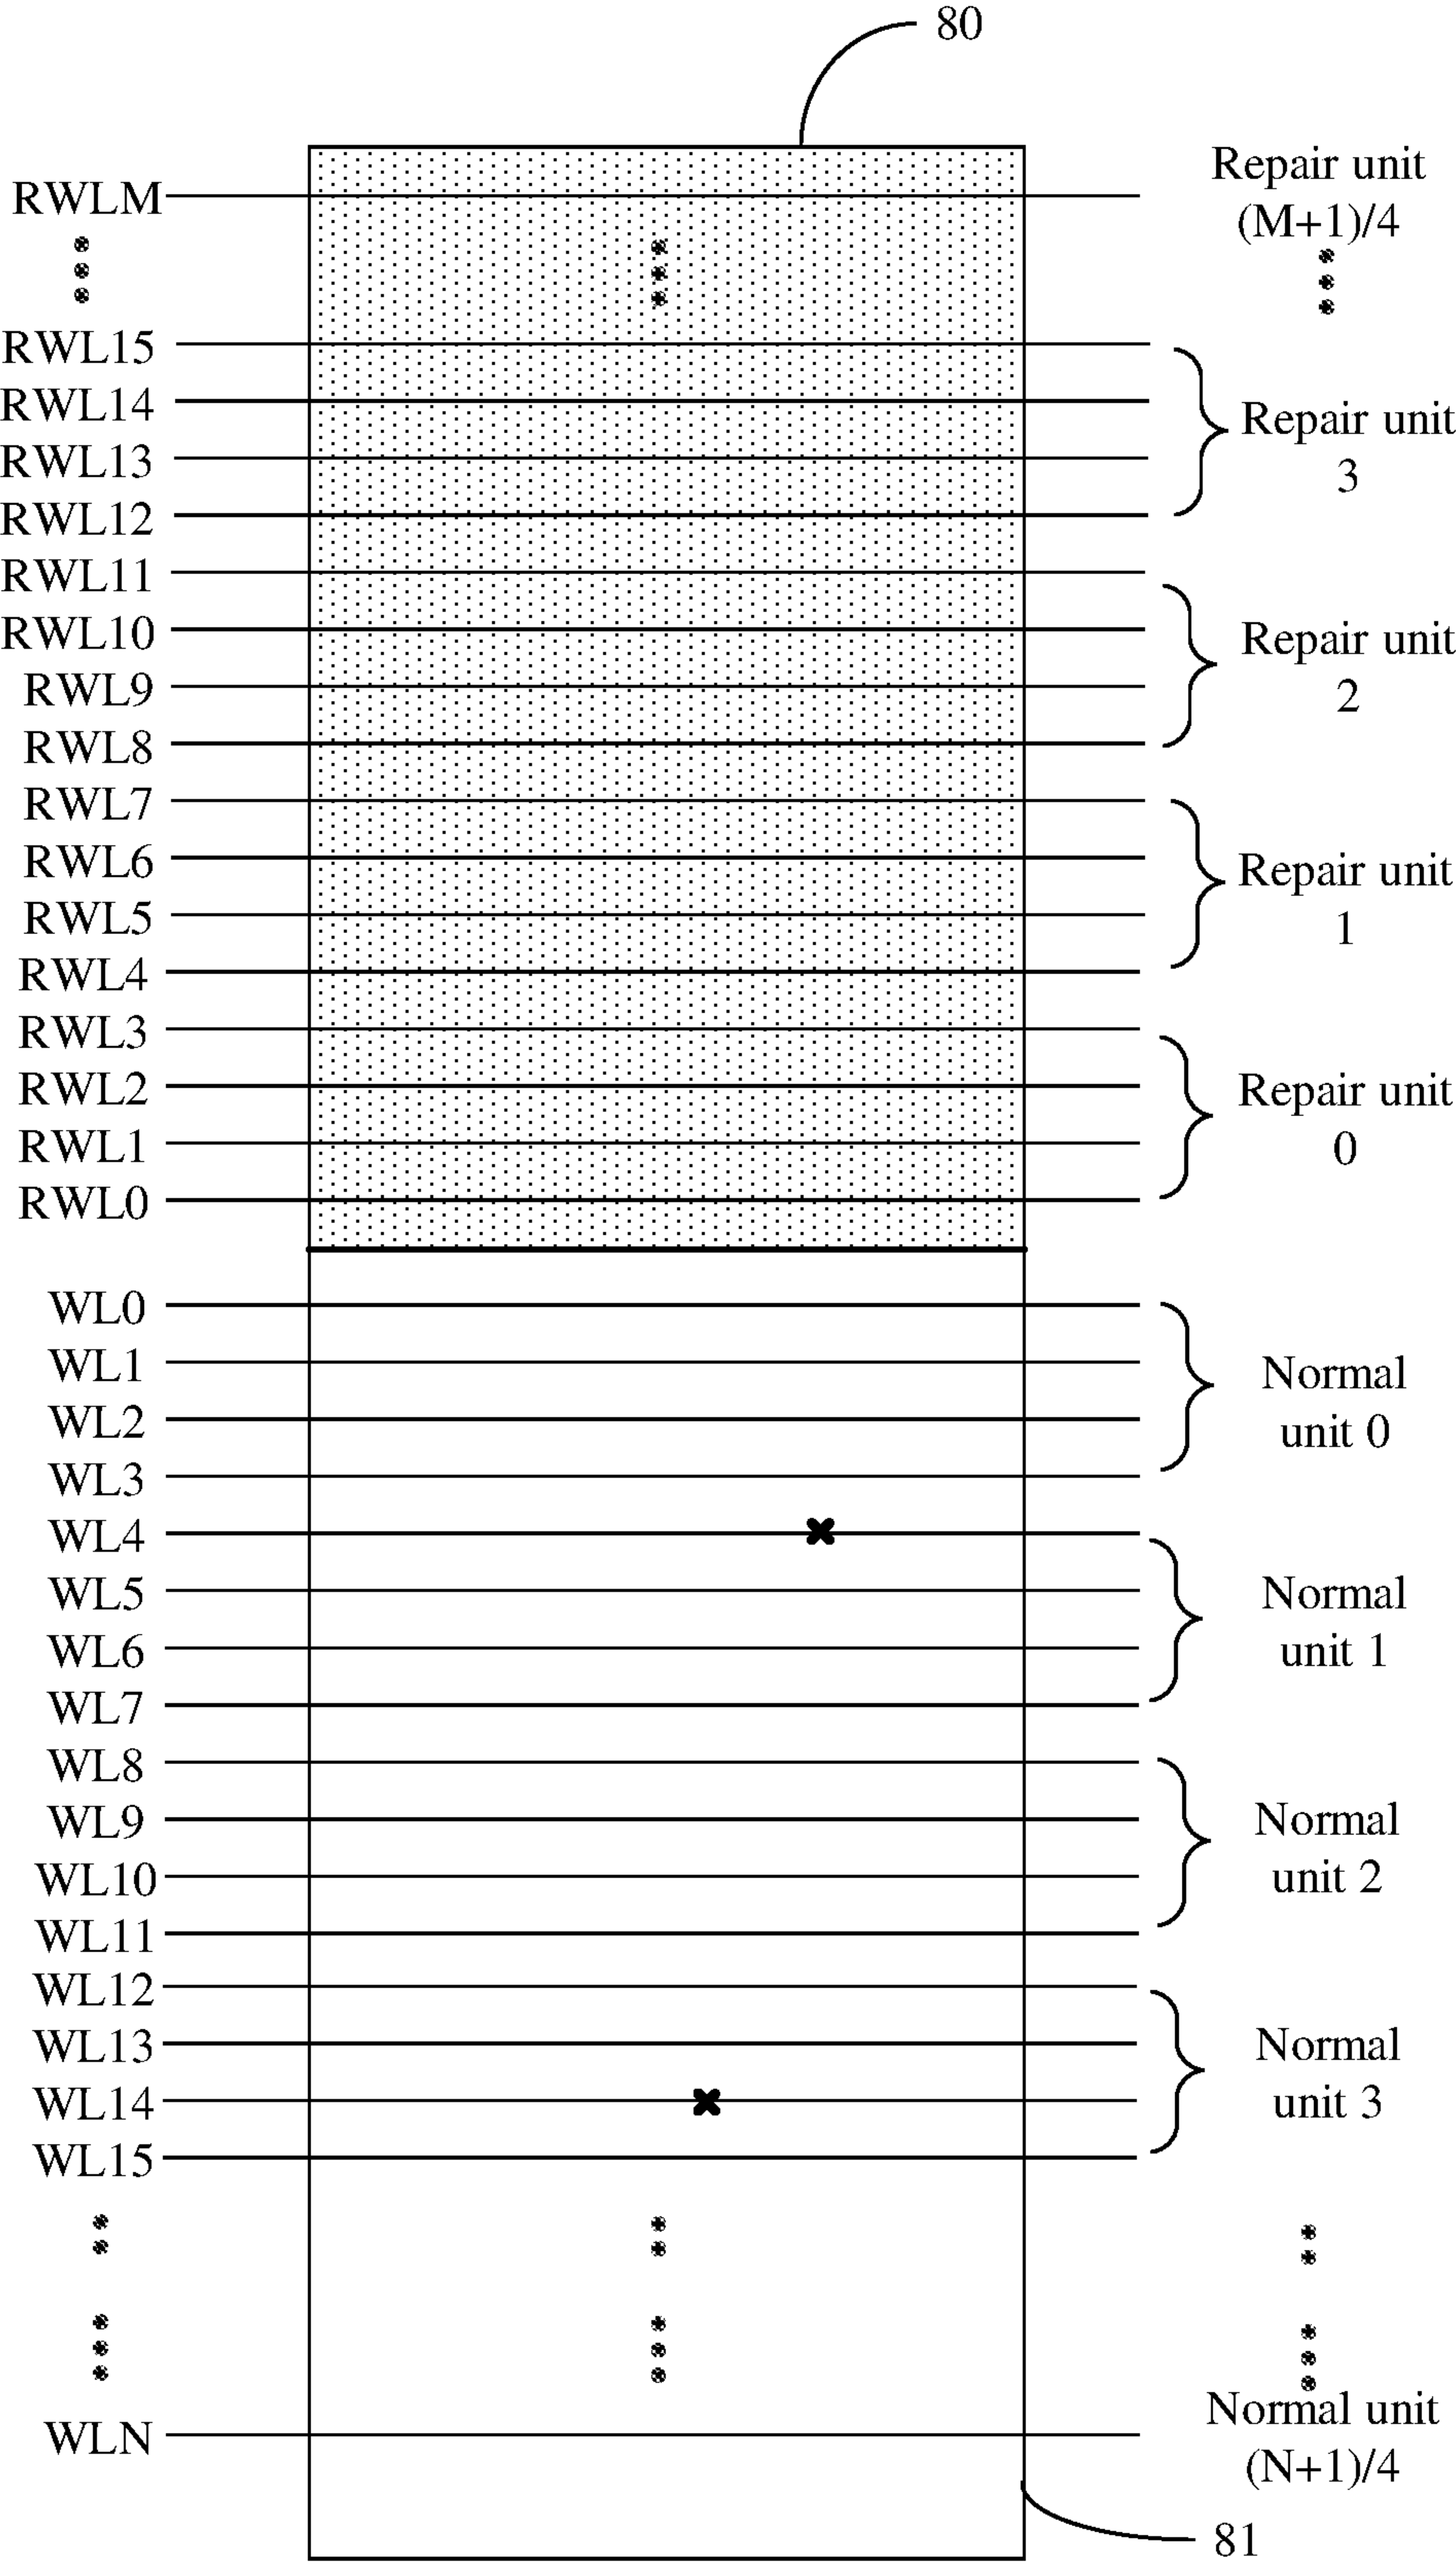 80
RWLM
Repair unit
(M+1)/4
RWL15
RWL14
RWL13
RWL12
Repair unit
3
RWL11
RWL10
RWL9
RWL8
Repair unit
2
RWL7
RWL6
RWL5
RWL4
Repair unit
1
RWL3
RWL2
RWL1
RWL0
Repair unit
0
WL0
WL1
WL2
WL3
Normal
unit 0
WL4
WL5
WL6
WL7
Normal
unit 1
WL8
WL9
WL10
WL11
Normal
unit 2
WL12
WL13
WL14
WL15
Normal
unit 3
WLN
Normal unit
(N+1)/4
81